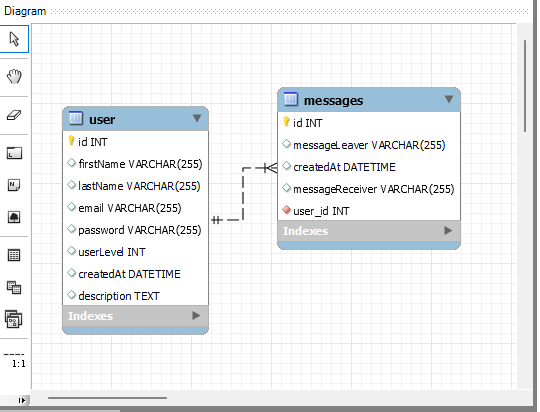 Diagram
user
id INT
firstName VARCHAR(255)
lastName VARCHAR(255)
email VARCHAR(255)
password VARCHAR(255)
userLevel INT
createdAt DATETIME
description TEXT
Indexes
messages
id INT
messageLeaver VARCHAR(255)
createdAt DATETIME
messageReceiver VARCHAR(255)
user_id INT
Indexes
1:1